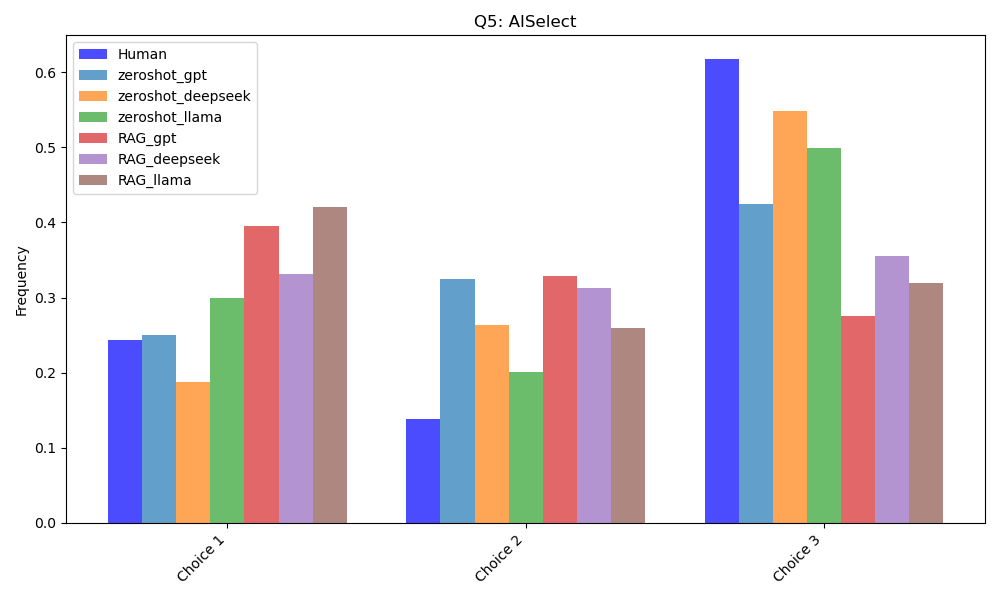 Q5: AISelect
Human
zeroshot_gpt
zeroshot_deepseek
zeroshot_llama
RAG_gpt
RAG_deepseek
RAG_llama
0.6
0.5
0.4
0.3
0.2
0.1
0.0
Frequency
Choice 1
Choice 2
Choice 3